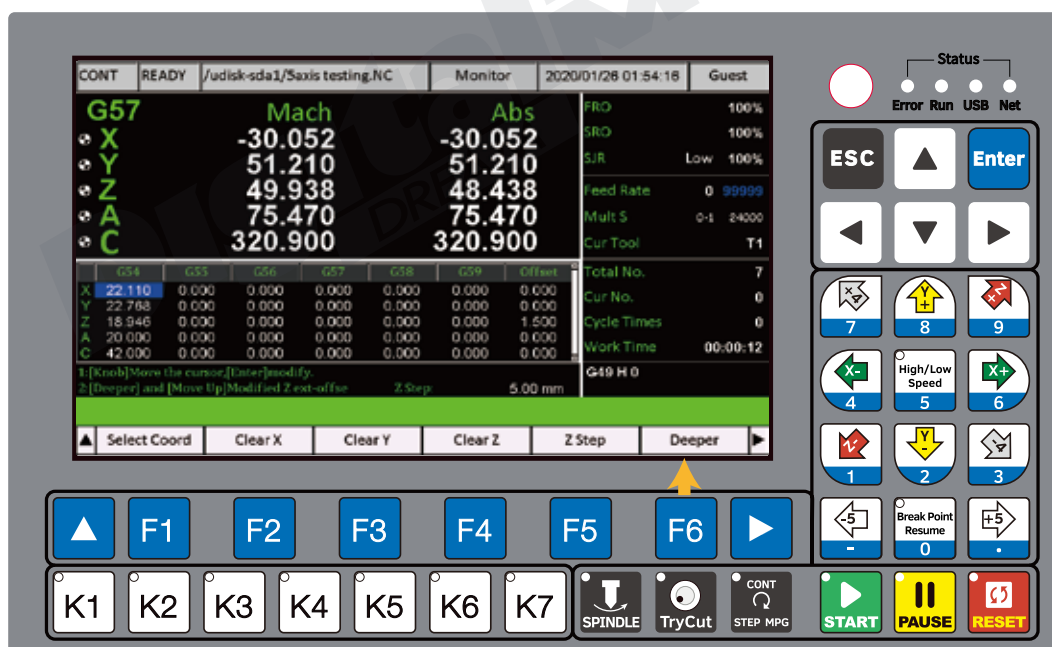 Status
Error Run USB Net
CONT READY /udisk-sda1/5axis testing.NC Monitor 2020/01/26 01:54:16 Guest
G57 Mach Abs
X -30.052 -30.052
Y 51.210 51.210
Z 49.938 48.438
A 75.470 75.470
C 320.900 320.900
FRO 100%
SRO 100%
SJR Low 100%
Feed Rate 0 99999
Mult S 0-1 24000
Cur Tool T1
Total No. 7
Cur No. 0
Cycle Times 0
Work Time 00:00:12
G49 H 0
G54 G55 G56 G57 G58 G59 Offset
X 22.110 0.000 0.000 0.000 0.000 0.000 0.000
Y 22.768 0.000 0.000 0.000 0.000 0.000 0.000
Z 18.946 0.000 0.000 0.000 0.000 0.000 1.500
A 20.000 0.000 0.000 0.000 0.000 0.000 0.000
C 42.000 0.000 0.000 0.000 0.000 0.000 0.000
1:[Knob]Move the cursor,[Enter]modify.
2:[Deeper] and [Move Up]Modified Z ext-offse Z Step: 5.00 mm
Select Coord Clear X Clear Y Clear Z Z Step Deeper
ESC Enter
7
Y+ 8
9
X- 4
High/Low
Speed
5
X+ 6
1
Y- 2
3
-5 -
Break Point
Resume
0
+5 .
F1 F2 F3 F4 F5 F6
K1 K2 K3 K4 K5 K6 K7
SPINDLE
TryCut
CONT
STEP MPG
START
PAUSE
RESET